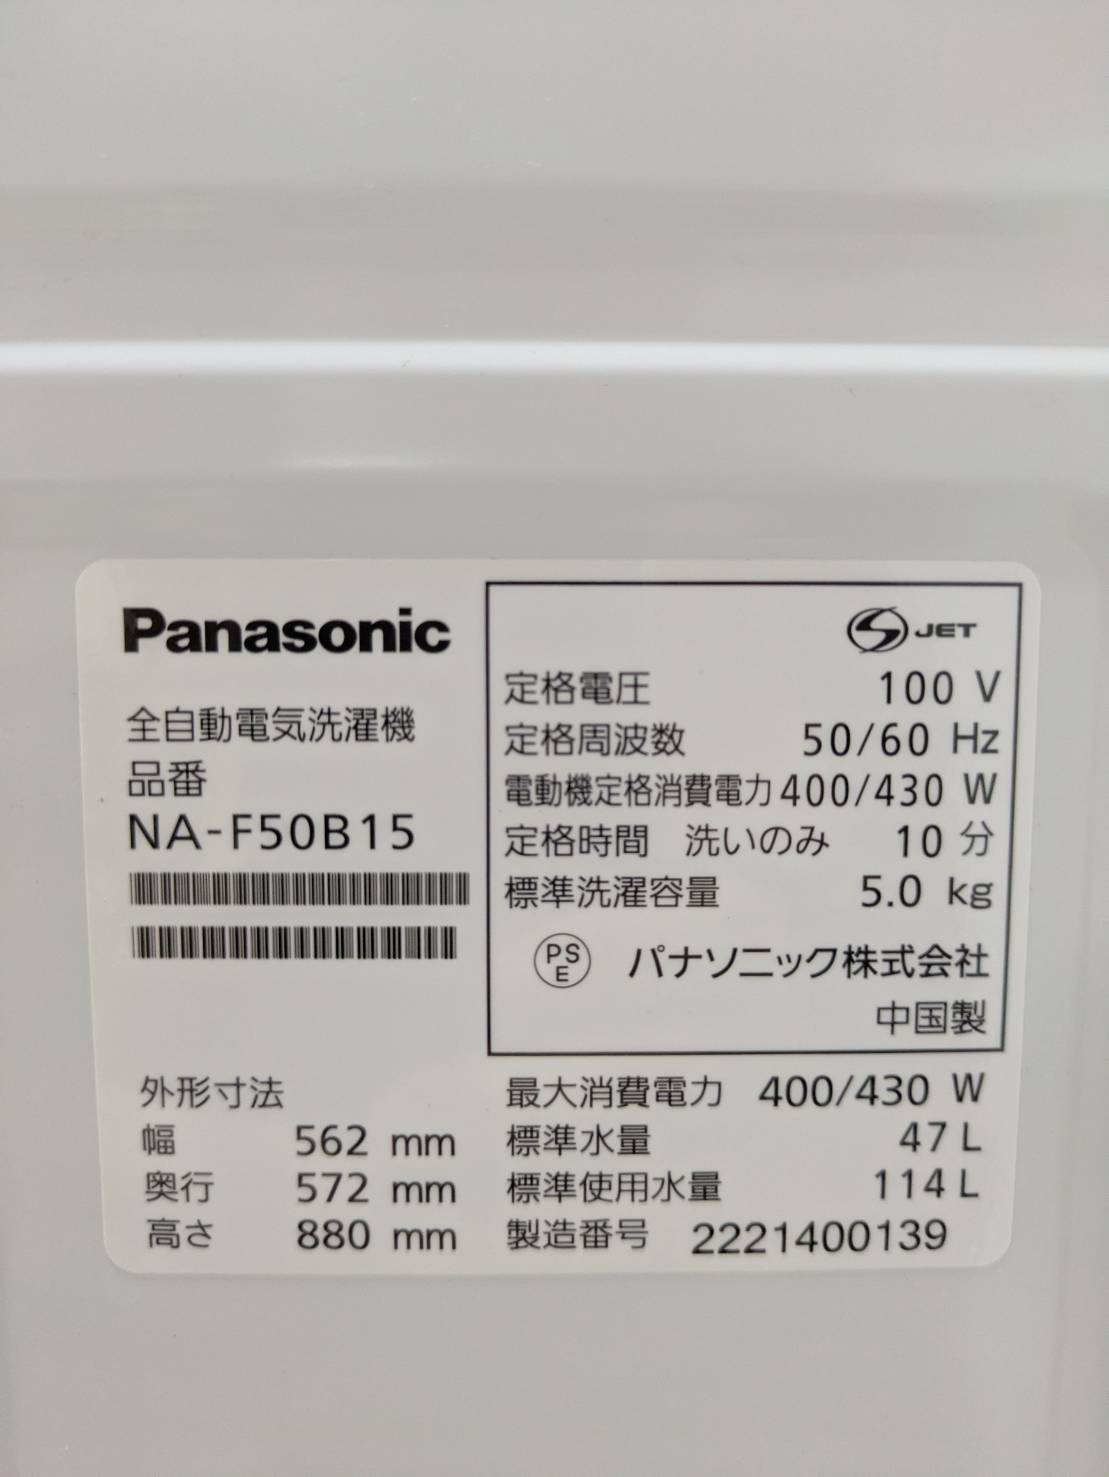 Panasonic
全自動電気洗濯機
品番
NA-F50B15
S JET
定格電圧 100 V
定格周波数 50/60 Hz
電動機定格消費電力 400/430 W
定格時間 洗いのみ 10 分
標準洗濯容量 5.0 kg
PS
E
パナソニック株式会社
中国製
外形寸法
幅 562 mm
奥行 572 mm
高さ 880 mm
最大消費電力 400/430 W
標準水量 47 L
標準使用水量 114 L
製造番号 2221400139